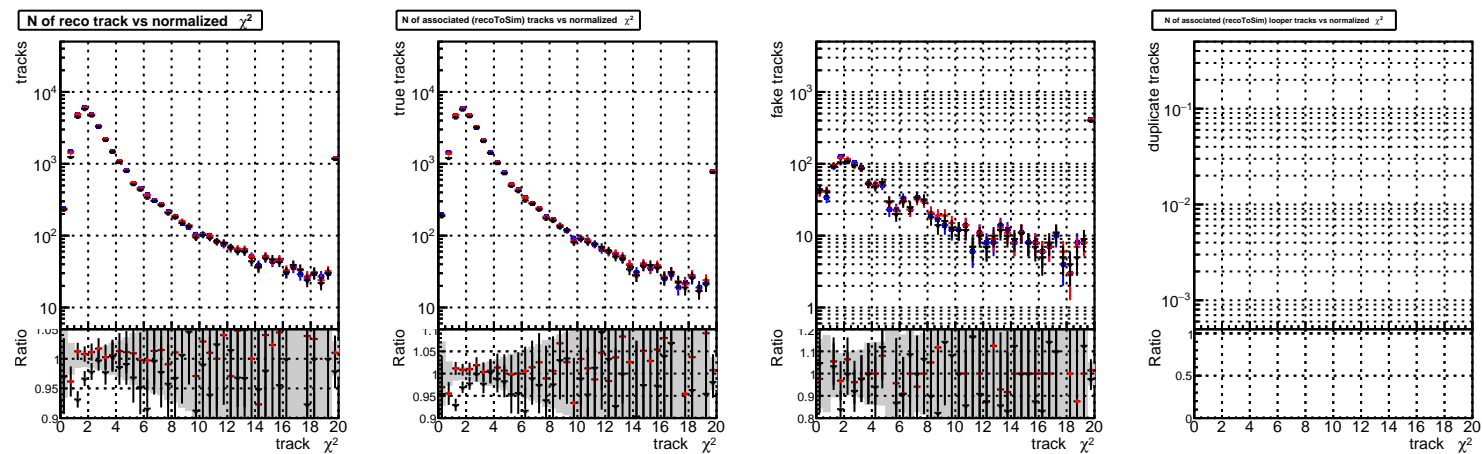 N of reco track vs normalized χ²
tracks
10⁴
10³
10²
10
Ratio
1.05
1
0.95
0.9
0 2 4 6 8 10 12 14 16 18 20
track χ²
N of associated (recoToSim) tracks vs normalized χ²
true tracks
10⁴
10³
10²
10
Ratio
1.1
1.05
1
0.95
0.9
0 2 4 6 8 10 12 14 16 18 20
track χ²
fake tracks
10³
10²
10
1
Ratio
1.2
1.1
1
0.9
0.8
0 2 4 6 8 10 12 14 16 18 20
track χ²
N of associated (recoToSim) looper tracks vs normalized χ²
duplicate tracks
10⁻¹
10⁻²
10⁻³
Ratio
1
0.5
0
0 2 4 6 8 10 12 14 16 18 20
track χ²